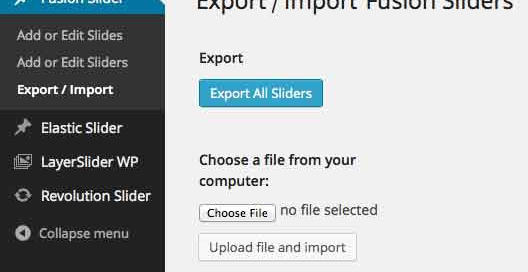 Fusion Slider
Export / Import Fusion Sliders
Add or Edit Slides
Add or Edit Sliders
Export / Import
Elastic Slider
LayerSlider WP
Revolution Slider
Collapse menu
Export
Export All Sliders
Choose a file from your
computer:
Choose File no file selected
Upload file and import